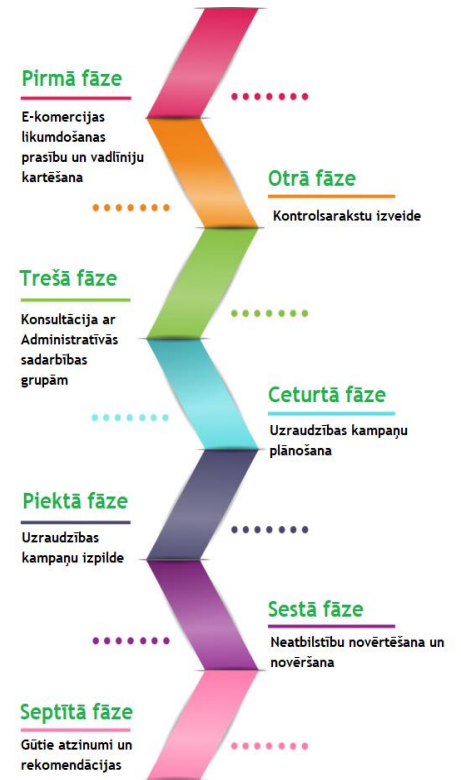 Pirmā fāze
E-komercijas
likumdošanas
prasību un vadlīniju
kartēšana
Otrā fāze
Kontrolsarakstu izveide
Trešā fāze
Konsultācija ar
Administratīvās
sadarbības
grupām
Ceturtā fāze
Uzraudzības kampaņu
plānošana
Piektā fāze
Uzraudzības
kampaņu izpilde
Sestā fāze
Neatbilstību novērtēšana un
novēršana
Septītā fāze
Gūtie atzinumi un
rekomendācijas